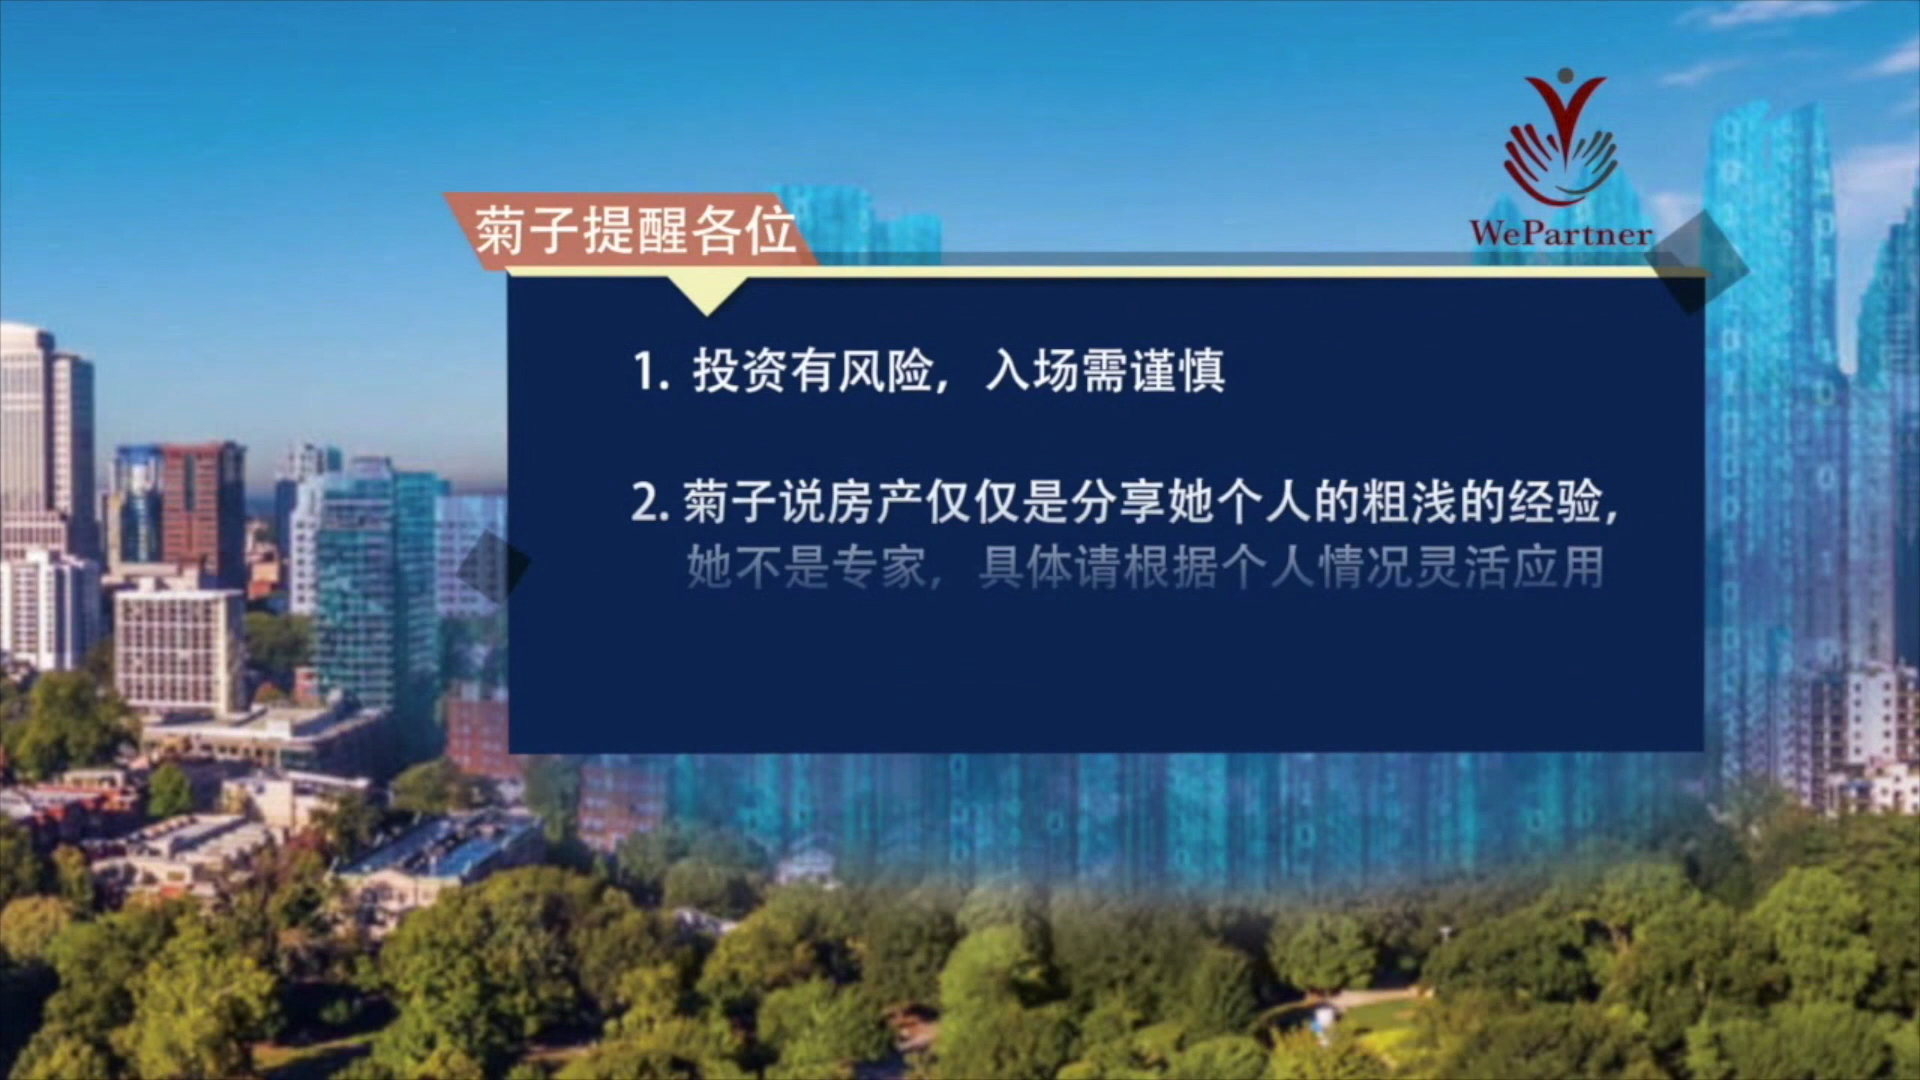 WePartner
菊子提醒各位
1. 投资有风险，入场需谨慎
2. 菊子说房产仅仅是分享她个人的粗浅的经验，
她不是专家，具体请根据个人情况灵活应用